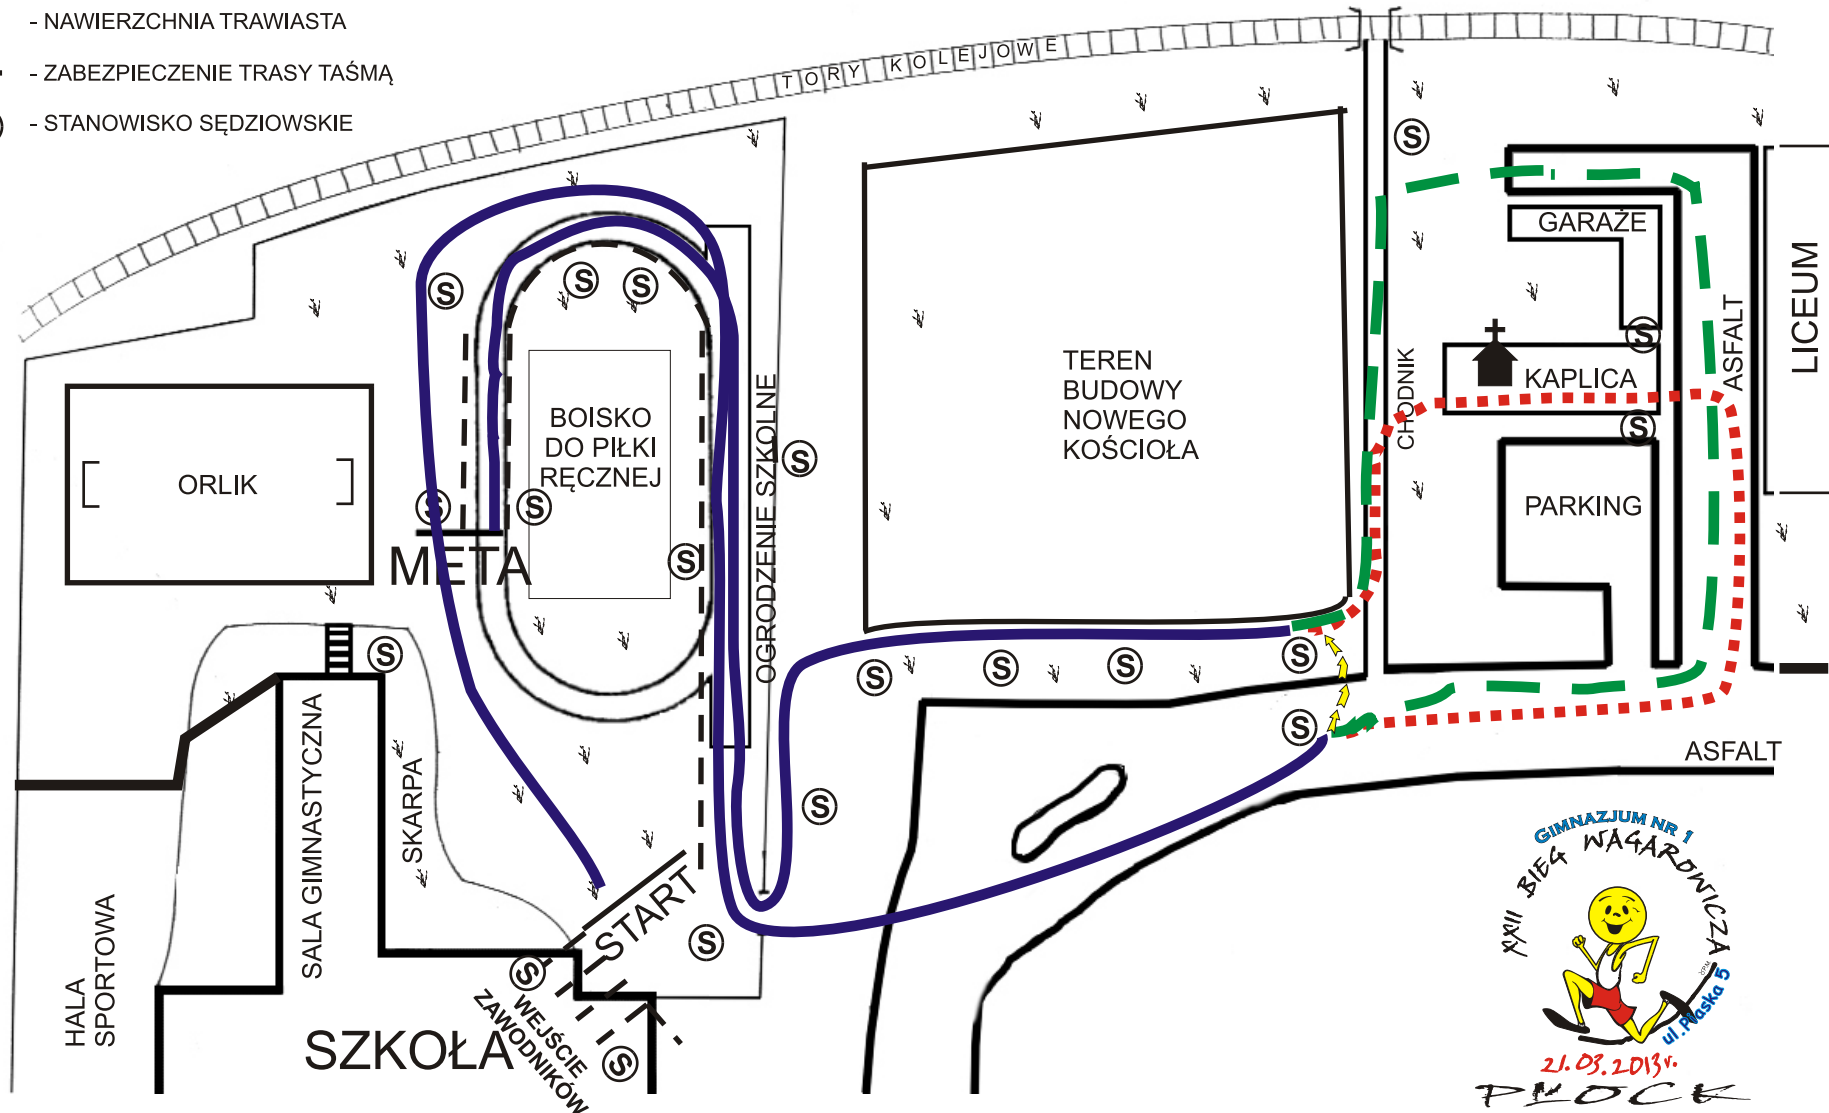 - NAWIERZCHNIA TRAWIASTA
- ZABEZPIECZENIE TRASY TAŚMĄ
S - STANOWISKO SĘDZIOWSKIE
TORY KOLEJOWE
S
GARAŻE
S
S
S
S
ASFALT
LICEUM
KAPLICA
CHODNIK
TEREN
BUDOWY
NOWEGO
KOŚCIOŁA
BOISKO
DO PIŁKI
RĘCZNEJ
OGRODZENIE SZKOLNE
S
S
ORLIK
S
S
PARKING
META
S
S
S
S
S
S
S
S
SALA GIMNASTYCZNA
SKARPA
ASFALT
S
START
S
HALA
SPORTOWA
SZKOŁA
S
WEJŚCIE
ZAWODNIKÓW
S
GIMNAZJUM NR 1
XXII BIEG WAGAROWICZA
ul. Płaska 5
21.03.2013r.
PŁOCK